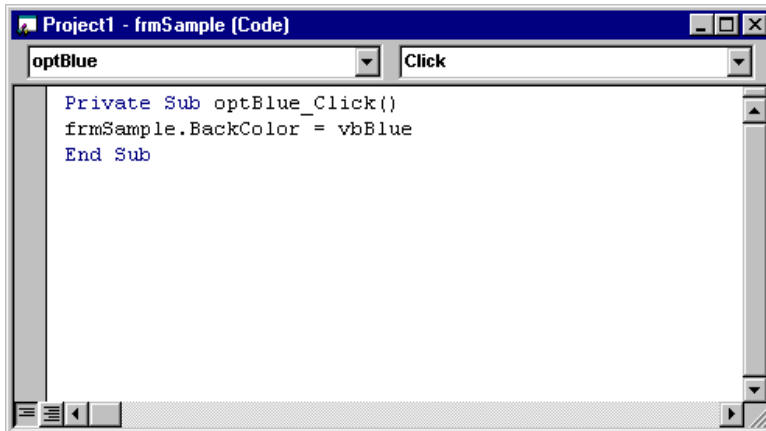 Project1 - frmSample (Code)
optBlue Click
Private Sub optBlue_Click()
frmSample.BackColor = vbBlue
End Sub